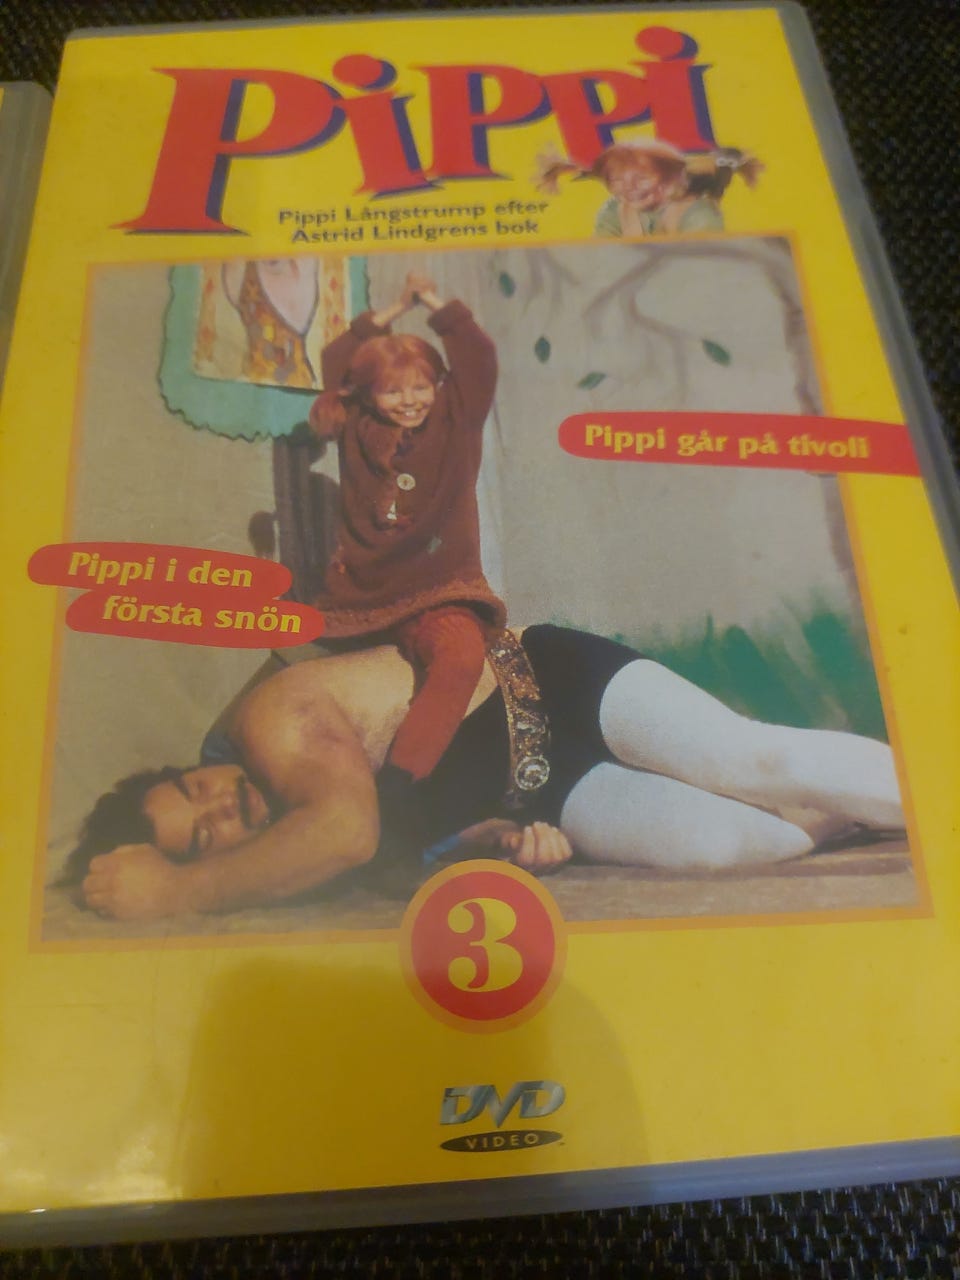 Pippi
Pippi Långstrump efter
Astrid Lindgrens bok
Pippi går på tivoli
Pippi i den
första snön
3
DVD
VIDEO